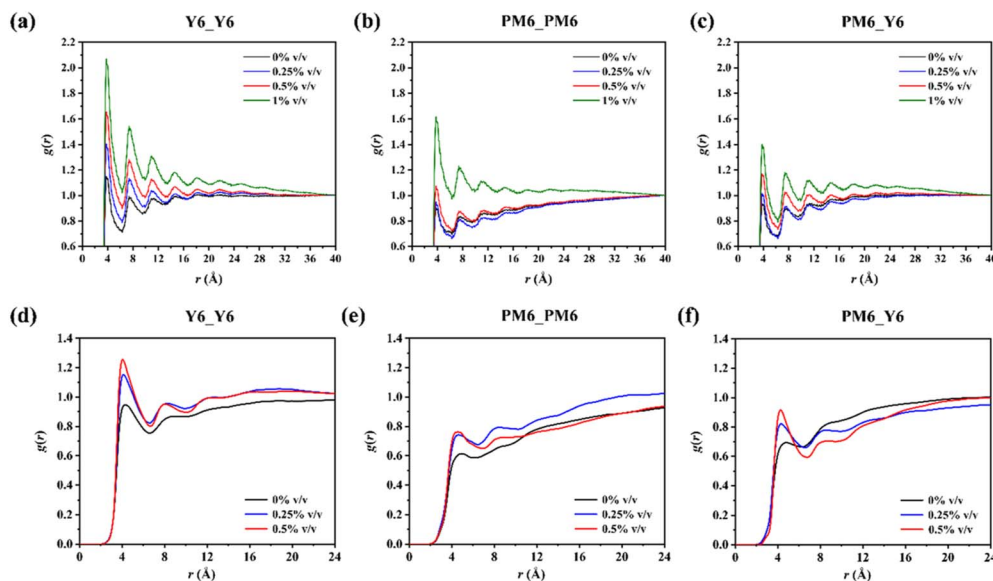 (a) Y6_Y6
2.2
2.0
1.8
1.6
1.4
1.2
1.0
0.8
0.6
g(r)
0% v/v
0.25% v/v
0.5% v/v
1% v/v
0 4 8 12 16 20 24 28 32 36 40
r (Å)
(b) PM6_PM6
2.2
2.0
1.8
1.6
1.4
1.2
1.0
0.8
0.6
g(r)
0% v/v
0.25% v/v
0.5% v/v
1% v/v
0 4 8 12 16 20 24 28 32 36 40
r (Å)
(c) PM6_Y6
2.2
2.0
1.8
1.6
1.4
1.2
1.0
0.8
0.6
g(r)
0% v/v
0.25% v/v
0.5% v/v
1% v/v
0 4 8 12 16 20 24 28 32 36 40
r (Å)
(d) Y6_Y6
1.4
1.2
1.0
0.8
0.6
0.4
0.2
0.0
g(r)
0% v/v
0.25% v/v
0.5% v/v
0 4 8 12 16 20 24
r (Å)
(e) PM6_PM6
1.4
1.2
1.0
0.8
0.6
0.4
0.2
0.0
g(r)
0% v/v
0.25% v/v
0.5% v/v
0 4 8 12 16 20 24
r (Å)
(f) PM6_Y6
1.4
1.2
1.0
0.8
0.6
0.4
0.2
0.0
g(r)
0% v/v
0.25% v/v
0.5% v/v
0 4 8 12 16 20 24
r (Å)